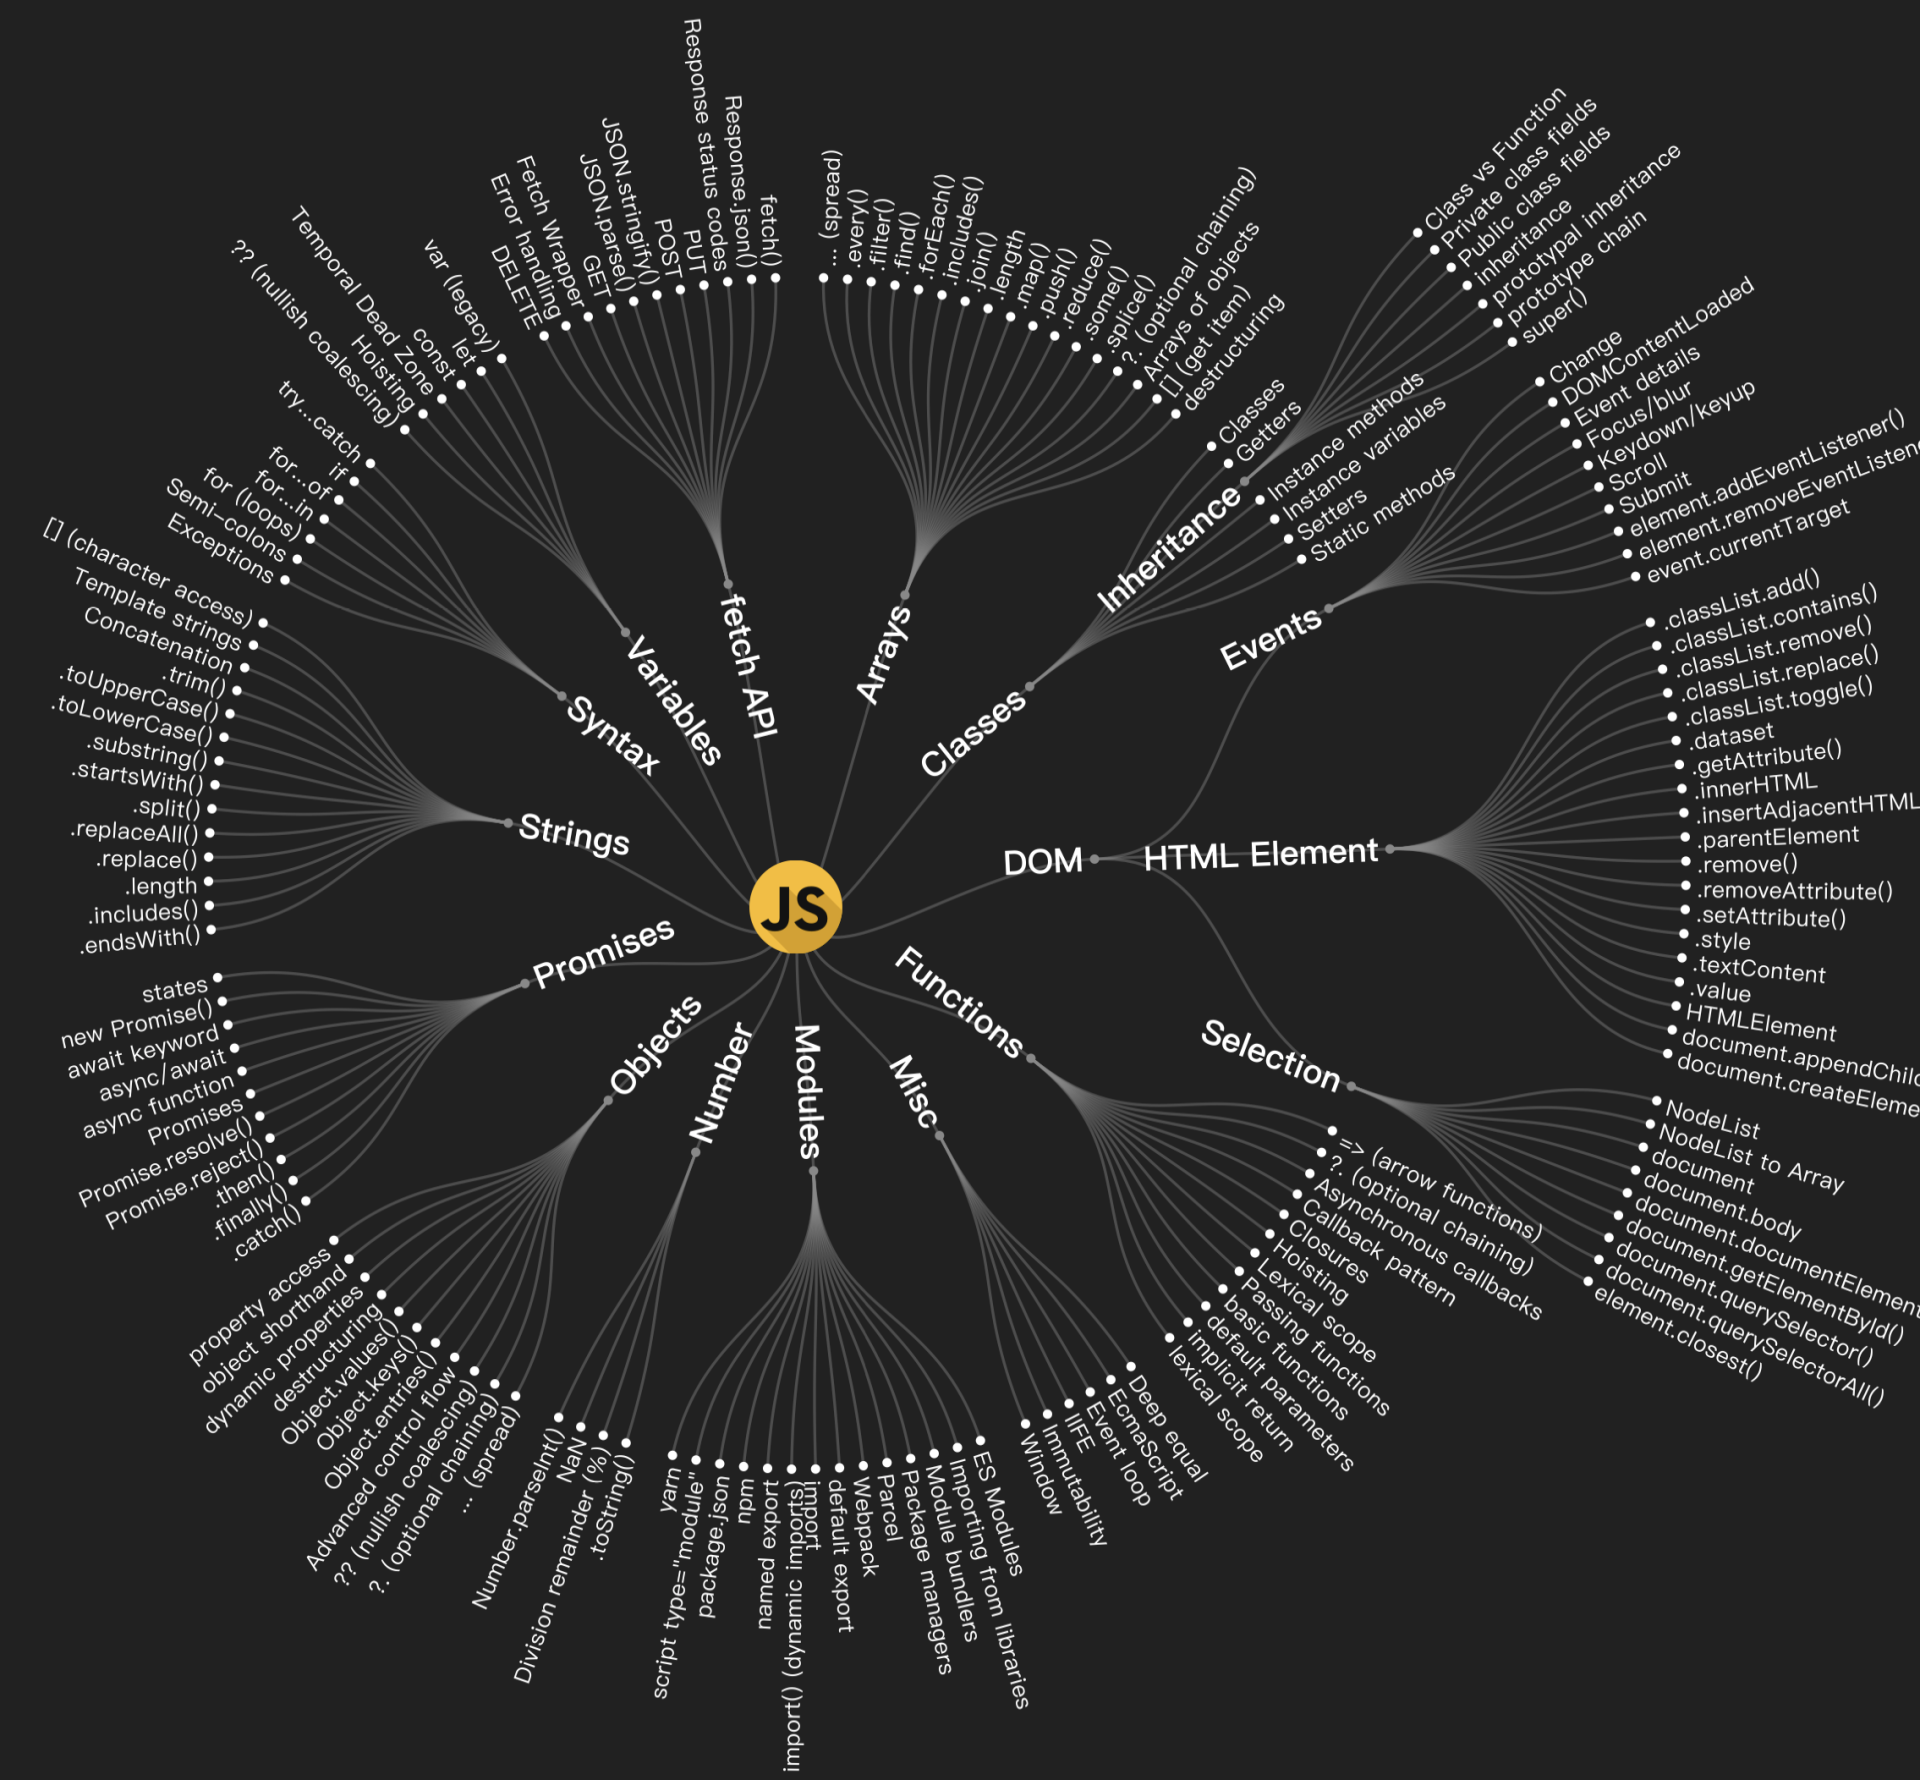 JS
fetch API
DELETE
Error handling
Fetch Wrapper
GET
JSON.parse()
JSON.stringify()
POST
PUT
Response status codes
Response.json()
fetch()
Arrays
... (spread)
.every()
.filter()
.find()
.forEach()
.includes()
.join()
.length
.map()
.push()
.reduce()
.some()
.splice()
?. (optional chaining)
Arrays of objects
[] (get item)
destructuring
Classes
Classes
Getters
Inheritance
Class vs Function
Private class fields
Public class fields
inheritance
prototypal inheritance
prototype chain
super()
Instance methods
Instance variables
Setters
Static methods
DOM
Events
Change
DOMContentLoaded
Event details
Focus/blur
Keydown/keyup
Scroll
Submit
element.addEventListener()
element.removeEventListen
event.currentTarget
HTML Element
.classList.add()
.classList.contains()
.classList.remove()
.classList.replace()
.classList.toggle()
.dataset
.getAttribute()
.innerHTML
.insertAdjacentHTML
.parentElement
.remove()
.removeAttribute()
.setAttribute()
.style
.textContent
.value
HTMLElement
document.appendChild
document.createEleme
Selection
NodeList
NodeList to Array
document
document.body
document.documentElement
document.getElementById()
document.querySelector()
document.querySelectorAll()
element.closest()
Functions
=> (arrow functions)
?. (optional chaining)
Asynchronous callbacks
Callback pattern
Closures
Hoisting
Lexical scope
Passing functions
basic functions
default parameters
implicit return
lexical scope
Misc
Deep equal
EcmaScript
Event loop
IIFE
Immutability
Window
Modules
ES Modules
Importing from libraries
Module bundlers
Package managers
Parcel
Webpack
default export
import
import() (dynamic imports)
named export
npm
package.json
script type="module"
yarn
Number
.toString()
Division remainder (%)
NaN
Number.parseInt()
Objects
... (spread)
?. (optional chaining)
?? (nullish coalescing)
Advanced control flow
Object.entries()
Object.keys()
Object.values()
destructuring
dynamic properties
object shorthand
property access
Promises
.catch()
.finally()
.then()
Promise.reject()
Promise.resolve()
Promises
async function
async/await
await keyword
new Promise()
states
Strings
.endsWith()
.includes()
.length
.replace()
.replaceAll()
.split()
.startsWith()
.substring()
.toLowerCase()
.toUpperCase()
.trim()
Concatenation
Template strings
[] (character access)
Syntax
Exceptions
Semi-colons
for (loops)
for...in
for...of
if
try...catch
Variables
?? (nullish coalescing)
Hoisting
Temporal Dead Zone
const
let
var (legacy)